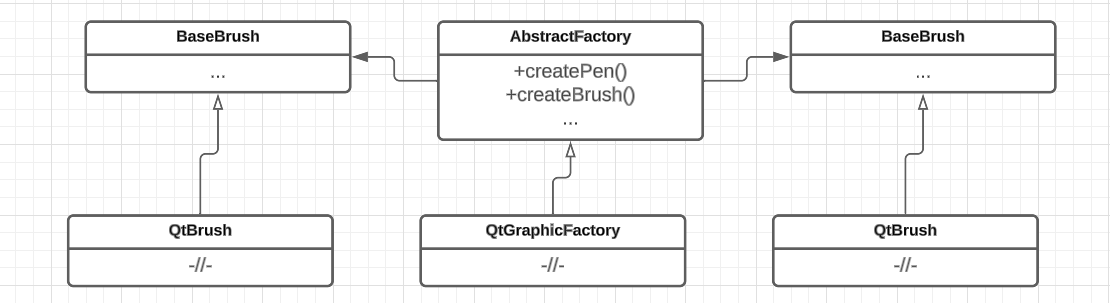 BaseBrush
...
AbstractFactory
+createPen()
+createBrush()
...
BaseBrush
...
QtBrush
-//-
QtGraphicFactory
-//-
QtBrush
-//-